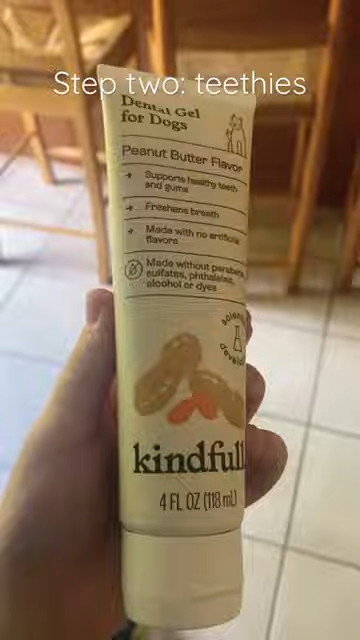 Step two: teethies
Dental Gel
for Dogs
Peanut Butter Flavor
→ Supports healthy teeth
and gums
→ Freshens breath
→ Made with no artificial
flavors
Made without parabens,
sulfates, phthalates,
alcohol or dyes
kindfull
4 FL OZ (118 mL)